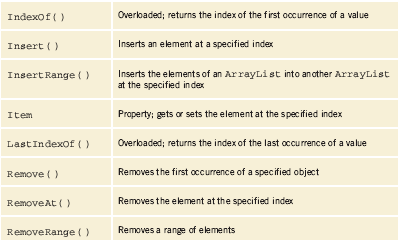 IndexOf() Overloaded; returns the index of the first occurrence of a value
Insert() Inserts an element at a specified index
InsertRange() Inserts the elements of an ArrayList into another ArrayList
at the specified index
Item Property; gets or sets the element at the specified index
LastIndexOf() Overloaded; returns the index of the last occurrence of a value
Remove() Removes the first occurrence of a specified object
RemoveAt() Removes the element at the specified index
RemoveRange() Removes a range of elements